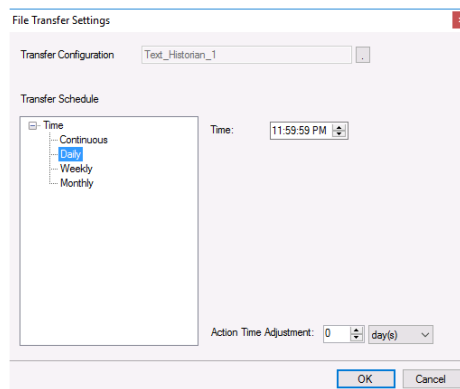 File Transfer Settings
Transfer Configuration Text_Historian_1 .
Transfer Schedule
Time
Continuous
Daily
Weekly
Monthly
Time: 11:59:59 PM
Action Time Adjustment: 0 day(s)
OK Cancel